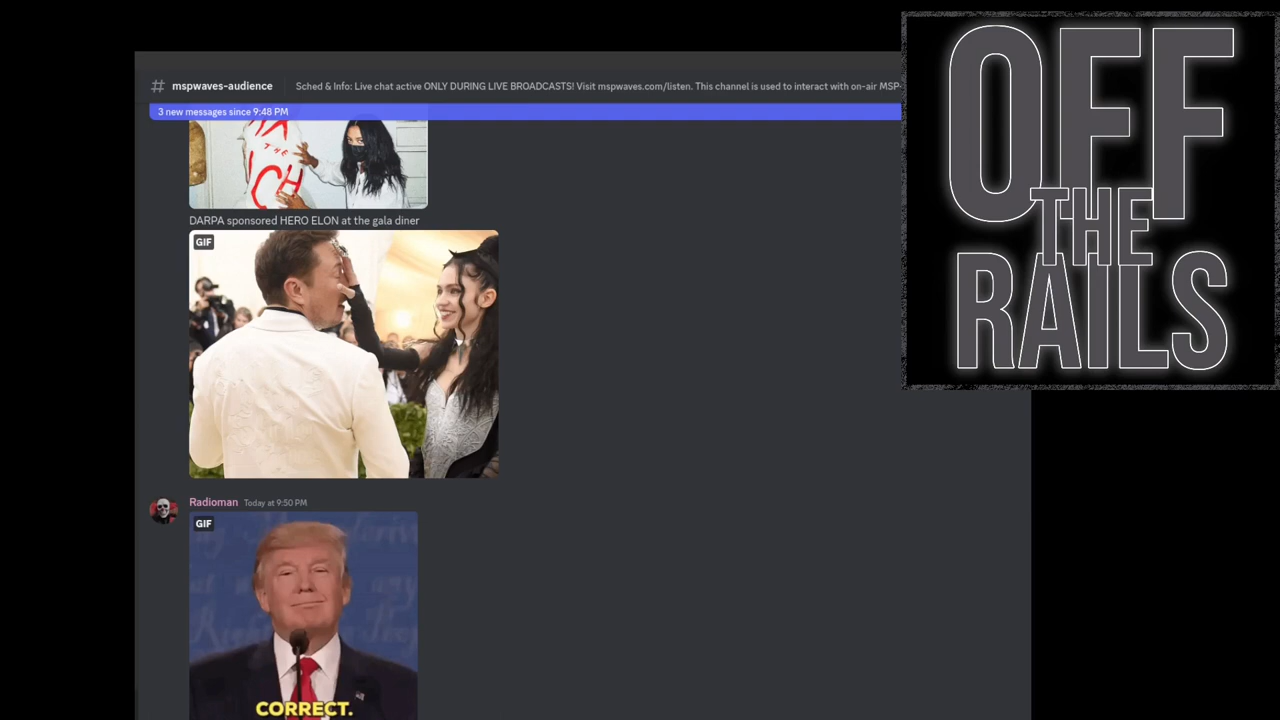 mspwaves-audience
Sched & Info: Live chat active ONLY DURING LIVE BROADCASTS! Visit mspwaves.com/listen. This channel is used to interact with on-air MSP
3 new messages since 9:48 PM
THE
CH
DARPA sponsored HERO ELON at the gala diner
GIF
Radioman Today at 9:50 PM
GIF
CORRECT.
OFF
THE
RAILS